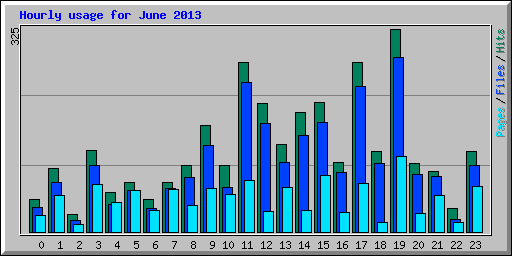 Hourly usage for June 2013
325
Pages / Files / Hits
0 1 2 3 4 5 6 7 8 9 10 11 12 13 14 15 16 17 18 19 20 21 22 23